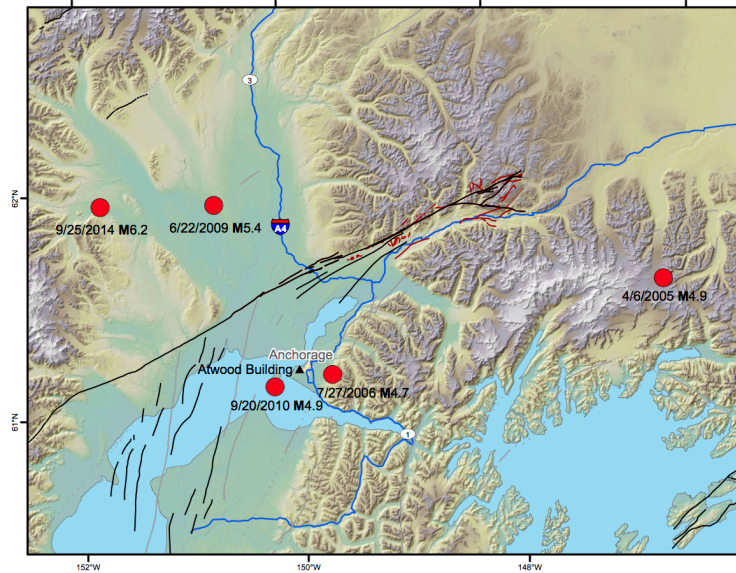 3
62°N
9/25/2014 M6.2
6/22/2009 M5.4
A4
4/6/2005 M4.9
Anchorage
Atwood Building
7/27/2006 M4.7
9/20/2010 M4.9
61°N
1
152°W
150°W
148°W